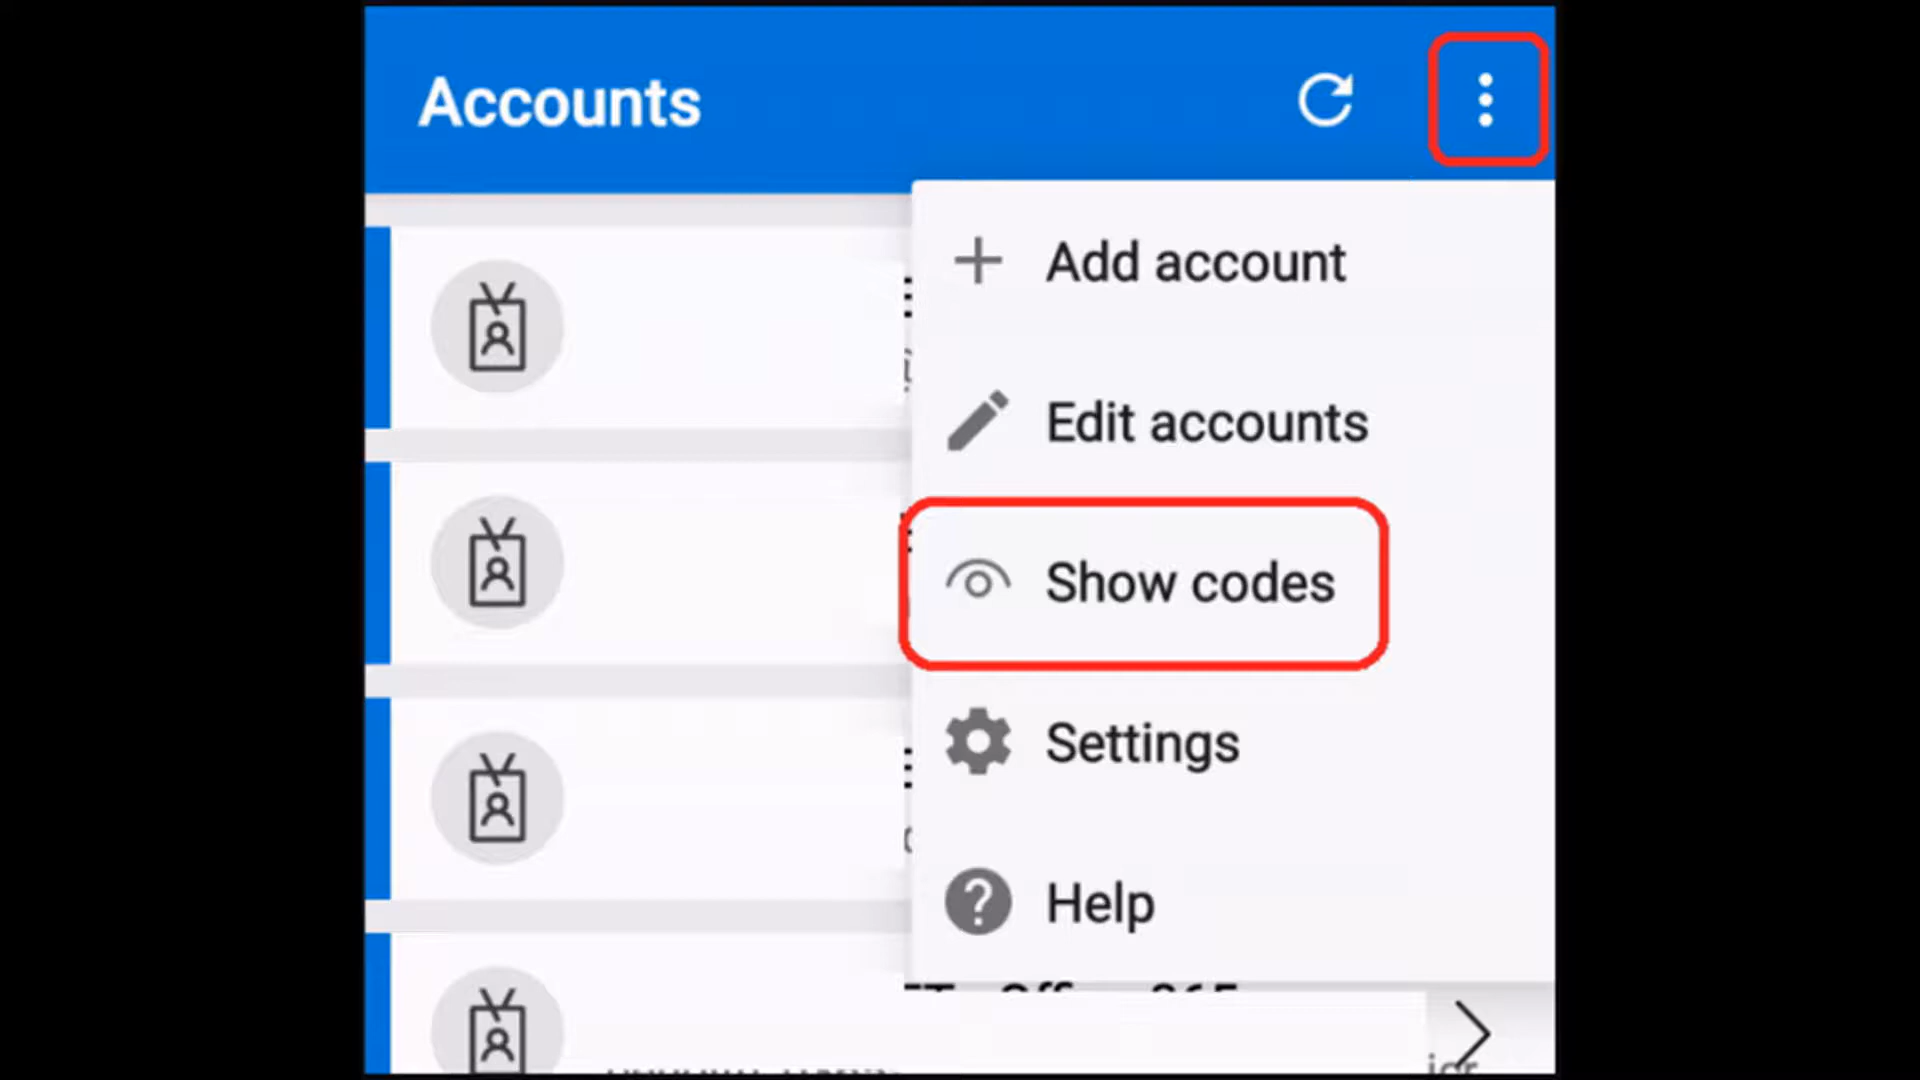 Accounts
Add account
Edit accounts
Show codes
Settings
Help